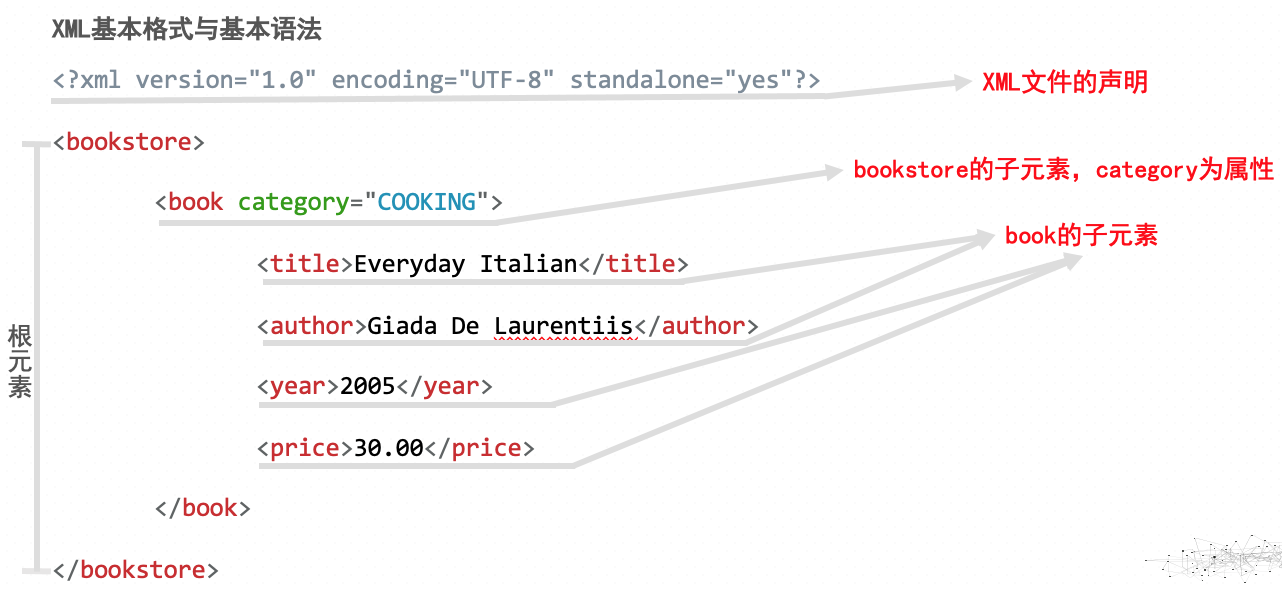 XML基本格式与基本语法
<?xml version="1.0" encoding="UTF-8" standalone="yes"?>
XML文件的声明
<bookstore>
bookstore的子元素，category为属性
<book category="COOKING">
book的子元素
<title>Everyday Italian</title>
<author>Giada De Laurentiis</author>
根元素
<year>2005</year>
<price>30.00</price>
</book>
</bookstore>